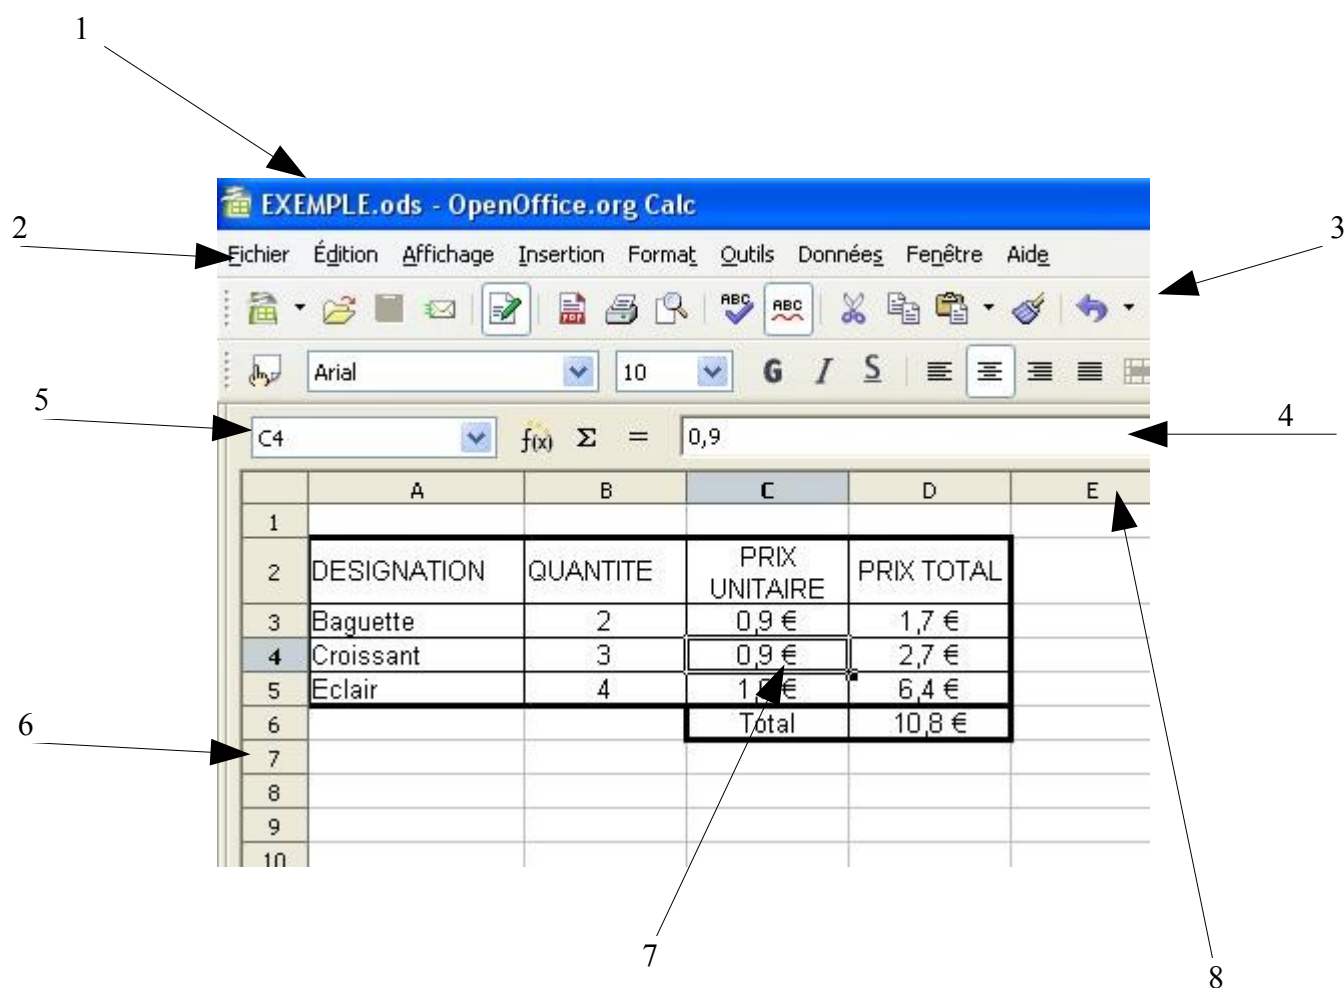 1
EXEMPLE.ods - OpenOffice.org Calc
2
Fichier Édition Affichage Insertion Format Outils Données Fenêtre Aide
3
PDF ABC ABC
Arial 10 G I S
5
C4 f(x) Σ = 0,9
4
A B C D E
1
2 DESIGNATION QUANTITE PRIX UNITAIRE PRIX TOTAL
3 Baguette 2 0,9 € 1,7 €
4 Croissant 3 0,9 € 2,7 €
5 Eclair 4 € 6,4 €
6 Total 10,8 €
6
7
8
9
10
7
8